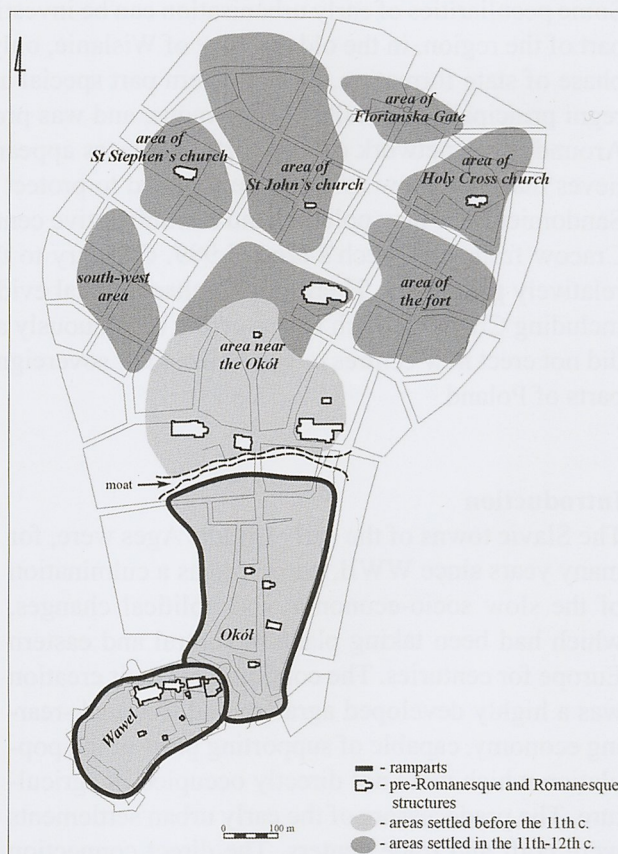 area of
Florianska Gate
area of
St Stephen`s church
area of
St John`s church
area of
Holy Cross church
south-west
area
area of
the fort
area near
the Okół
moat
Okół
Wawel
- ramparts
- pre-Romanesque and Romanesque
structures
- areas settled before the 11th c.
- areas settled in the 11th-12th c.
0 100 m